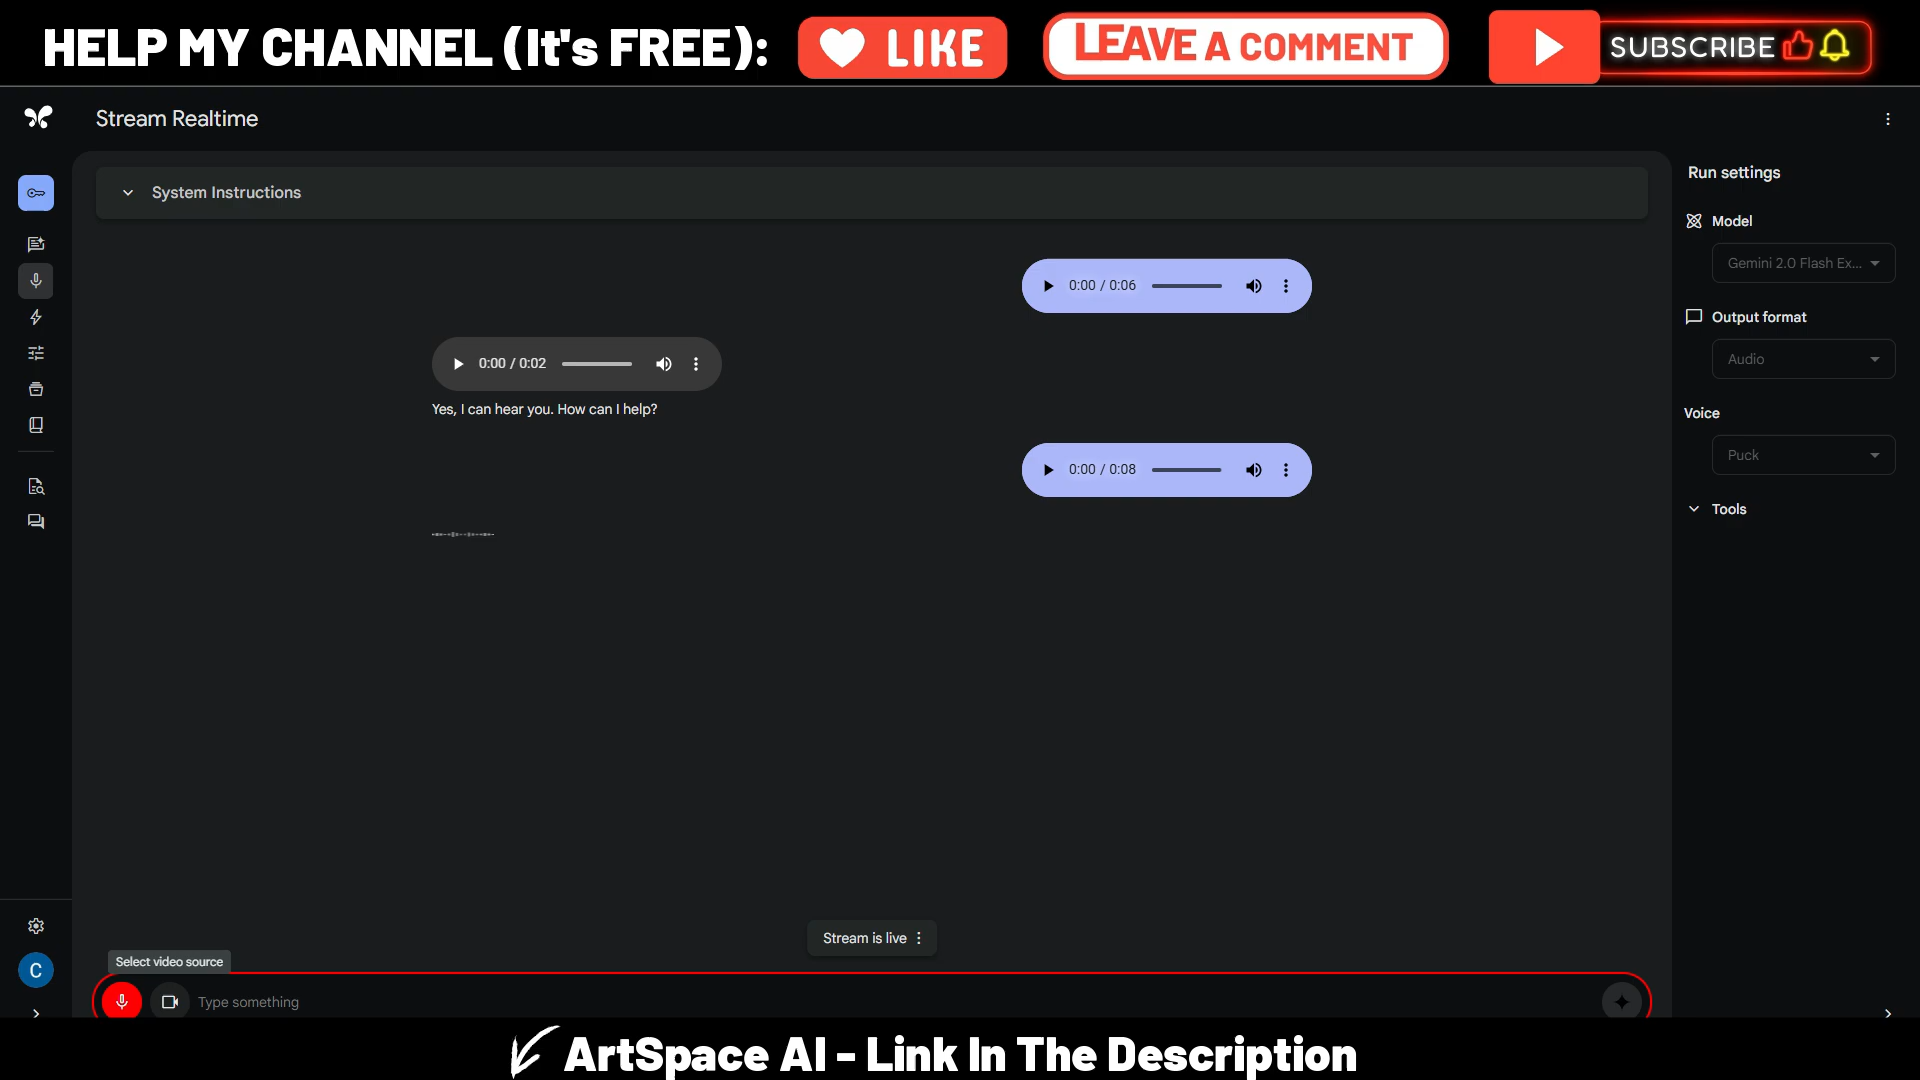 HELP MY CHANNEL (It's FREE):
LIKE
LEAVE A COMMENT
SUBSCRIBE
Stream Realtime
System Instructions
0:00 / 0:06
0:00 / 0:02
Yes, I can hear you. How can I help?
0:00 / 0:08
Stream is live
Select video source
Type something
Run settings
Model
Gemini 2.0 Flash Ex...
Output format
Audio
Voice
Puck
Tools
C
ArtSpace AI - Link In The Description